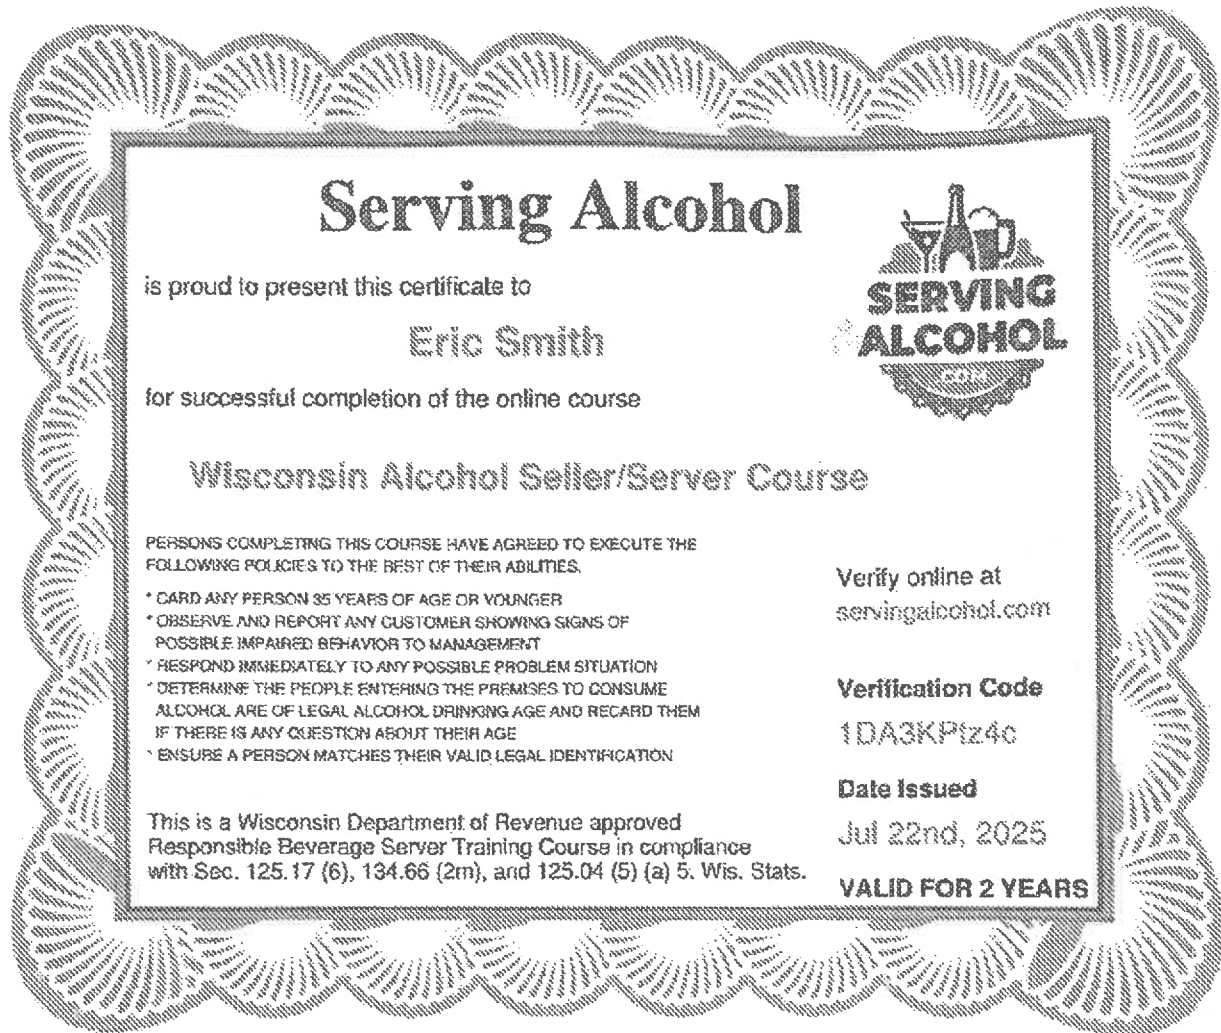 Serving Alcohol
SERVING
ALCOHOL
.COM
is proud to present this certificate to
Eric Smith
for successful completion of the online course
Wisconsin Alcohol Seller/Server Course
PERSONS COMPLETING THIS COURSE HAVE AGREED TO EXECUTE THE
FOLLOWING POLICIES TO THE BEST OF THEIR ABILITIES.
* CARD ANY PERSON 35 YEARS OF AGE OR YOUNGER
* OBSERVE AND REPORT ANY CUSTOMER SHOWING SIGNS OF
POSSIBLE IMPAIRED BEHAVIOR TO MANAGEMENT
* RESPOND IMMEDIATELY TO ANY POSSIBLE PROBLEM SITUATION
* DETERMINE THE PEOPLE ENTERING THE PREMISES TO CONSUME
ALCOHOL ARE OF LEGAL ALCOHOL DRINKING AGE AND RECARD THEM
IF THERE IS ANY QUESTION ABOUT THEIR AGE
* ENSURE A PERSON MATCHES THEIR VALID LEGAL IDENTIFICATION
This is a Wisconsin Department of Revenue approved
Responsible Beverage Server Training Course in compliance
with Sec. 125.17 (6), 134.66 (2m), and 125.04 (5) (a) 5. Wis. Stats.
Verify online at
servingalcohol.com
Verification Code
1DA3KPtz4c
Date Issued
Jul 22nd, 2025
VALID FOR 2 YEARS